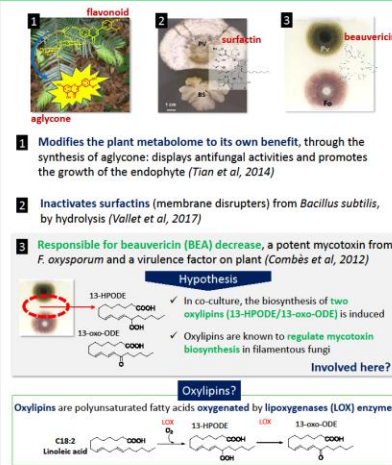 flavonoid
1
aglycone
2
surfactin
Pv
BS
1 cm
3
beauvericin
Pv
Fo
1 Modifies the plant metabolome to its own benefit, through the
synthesis of aglycone: displays antifungal activities and promotes
the growth of the endophyte (Tian et al, 2014)
2 Inactivates surfactins (membrane disrupters) from Bacillus subtilis,
by hydrolysis (Vallet et al, 2017)
3 Responsible for beauvericin (BEA) decrease, a potent mycotoxin from
F. oxysporum and a virulence factor on plant (Combès et al, 2012)
Hypothesis
13-HPODE
COOH
OOH
13-oxo-ODE
COOH
O
✓ In co-culture, the biosynthesis of two
oxylipins (13-HPODE/13-oxo-ODE) is induced
✓ Oxylipins are known to regulate mycotoxin
biosynthesis in filamentous fungi
Involved here?
Oxylipins?
Oxylipins are polyunsaturated fatty acids oxygenated by lipoxygenases (LOX) enzyme
C18:2
Linoleic acid
COOH
LOX
O₂
13-HPODE
COOH
OOH
LOX
13-oxo-ODE
COOH
O